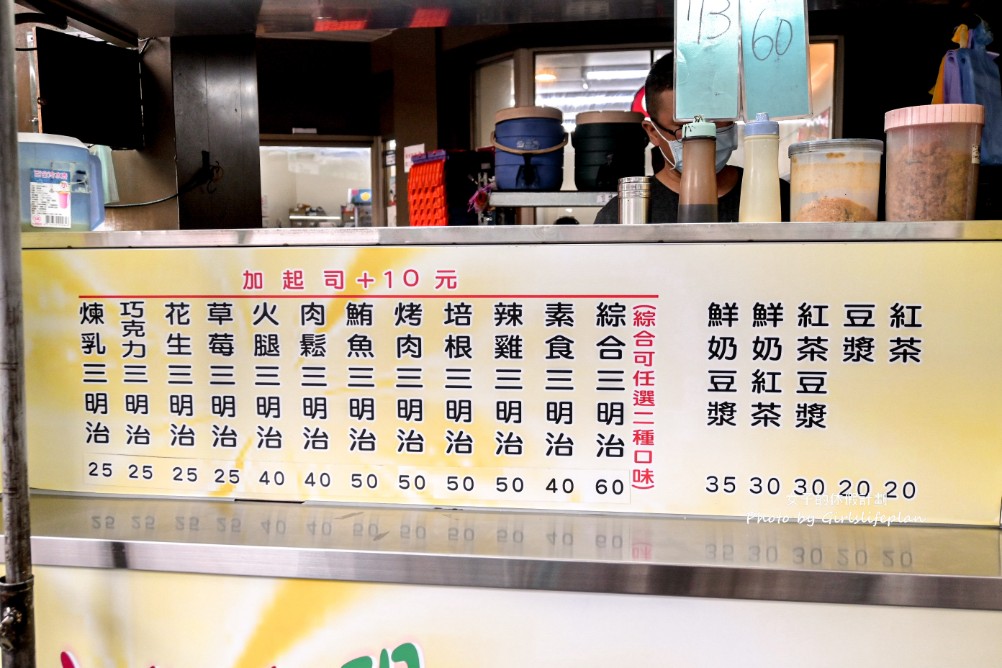 73
60
加起司+10元
綜合三明治 60
(綜合可任選二種口味)
素食三明治 40
辣雞三明治 50
培根三明治 50
烤肉三明治 50
鮪魚三明治 50
肉鬆三明治 40
火腿三明治 40
草莓三明治 25
花生三明治 25
巧克力三明治 25
煉乳三明治 25
紅茶 20
豆漿 20
紅茶豆漿 30
鮮奶紅茶 30
鮮奶豆漿 35
Photo by Girlslifeplan